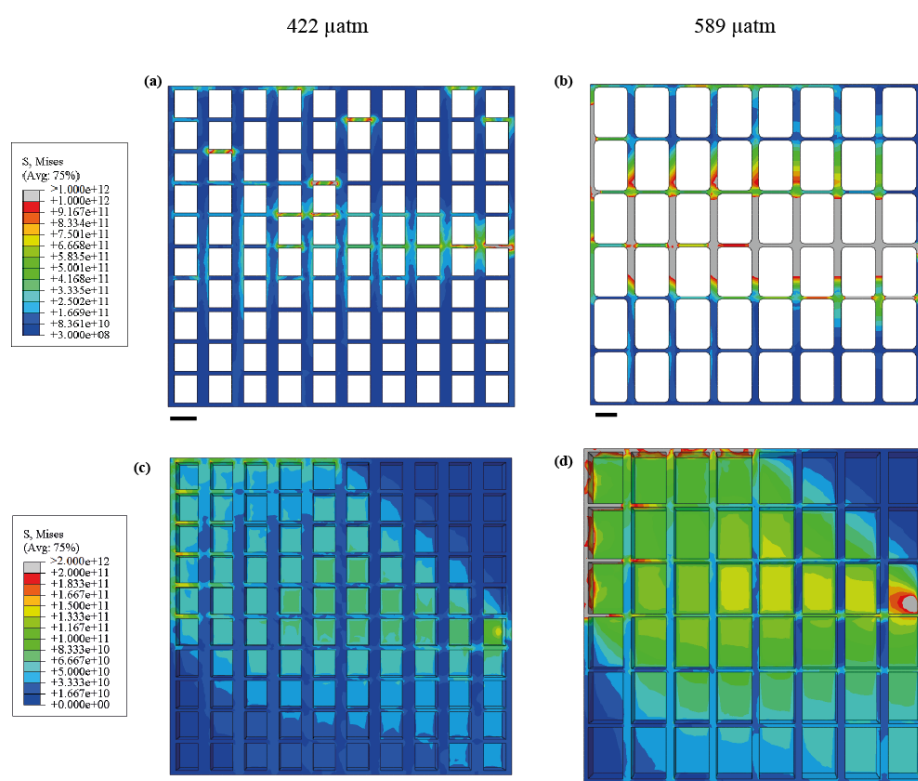 422 µatm
589 µatm
(a)
(b)
S, Mises
(Avg: 75%)
>1.000e+12
+1.000e+12
+9.167e+11
+8.334e+11
+7.501e+11
+6.668e+11
+5.835e+11
+5.001e+11
+4.168e+11
+3.335e+11
+2.502e+11
+1.669e+11
+8.361e+10
+3.000e+08
(c)
(d)
S, Mises
(Avg: 75%)
>2.000e+12
+2.000e+11
+1.833e+11
+1.667e+11
+1.500e+11
+1.333e+11
+1.167e+11
+1.000e+11
+8.333e+10
+6.667e+10
+5.000e+10
+3.333e+10
+1.667e+10
+0.000e+00